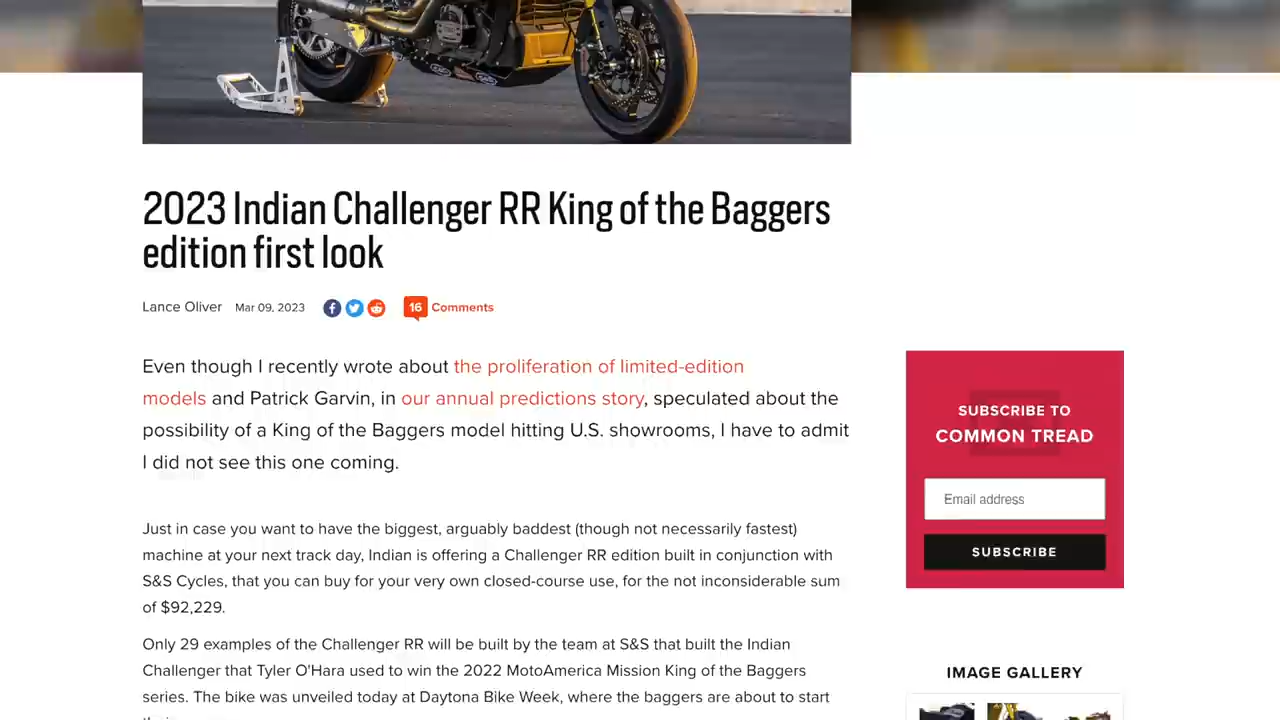 2023 Indian Challenger RR King of the Baggers
edition first look
Lance Oliver Mar 09, 2023 16 Comments
Even though I recently wrote about the proliferation of limited-edition
models and Patrick Garvin, in our annual predictions story, speculated about the
possibility of a King of the Baggers model hitting U.S. showrooms, I have to admit
I did not see this one coming.
Just in case you want to have the biggest, arguably baddest (though not necessarily fastest)
machine at your next track day, Indian is offering a Challenger RR edition built in conjunction with
S&S Cycles, that you can buy for your very own closed-course use, for the not inconsiderable sum
of $92,229.
Only 29 examples of the Challenger RR will be built by the team at S&S that built the Indian
Challenger that Tyler O'Hara used to win the 2022 MotoAmerica Mission King of the Baggers
series. The bike was unveiled today at Daytona Bike Week, where the baggers are about to start
SUBSCRIBE TO
COMMON TREAD
Email address
SUBSCRIBE
IMAGE GALLERY